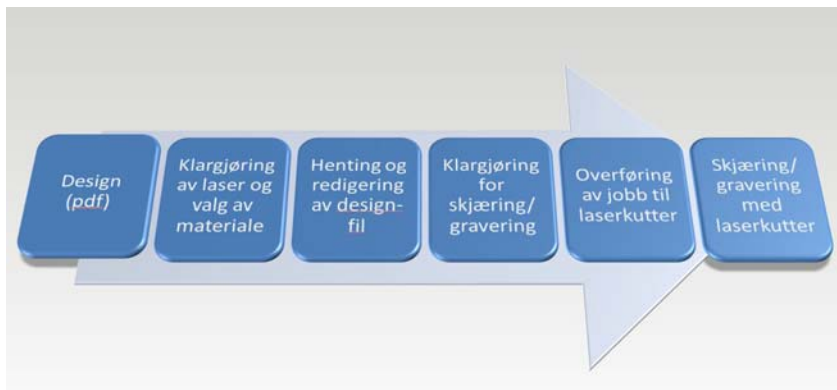 Design
(pdf)
Klargjøring
av laser og
valg av
materiale
Henting og
redigering
av design-
fil
Klargjøring
for
skjæring/
gravering
Overføring
av jobb til
laserkutter
Skjæring/
gravering
med
laserkutter